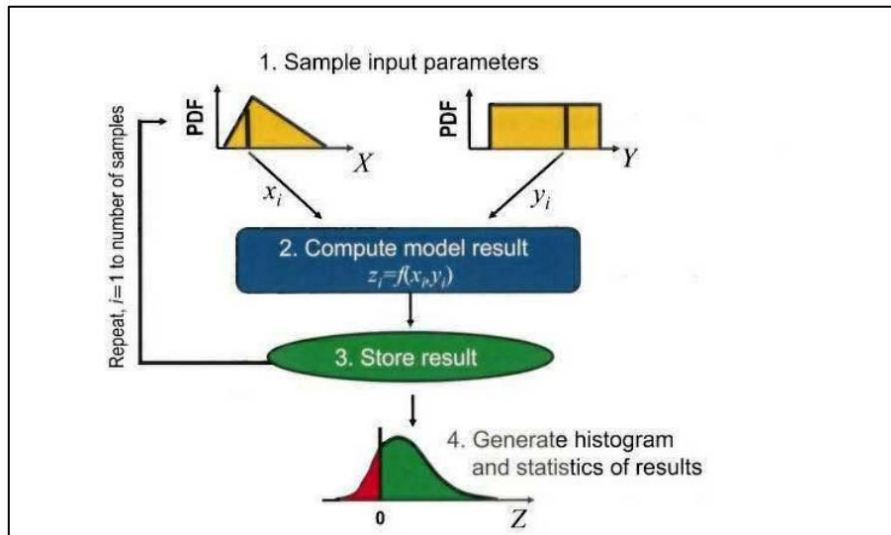 1. Sample input parameters
PDF
X
PDF
Y
Repeat, i=1 to number of samples
xᵢ
yᵢ
2. Compute model result
zᵢ=f(xᵢ,yᵢ)
3. Store result
4. Generate histogram
and statistics of results
0
Z